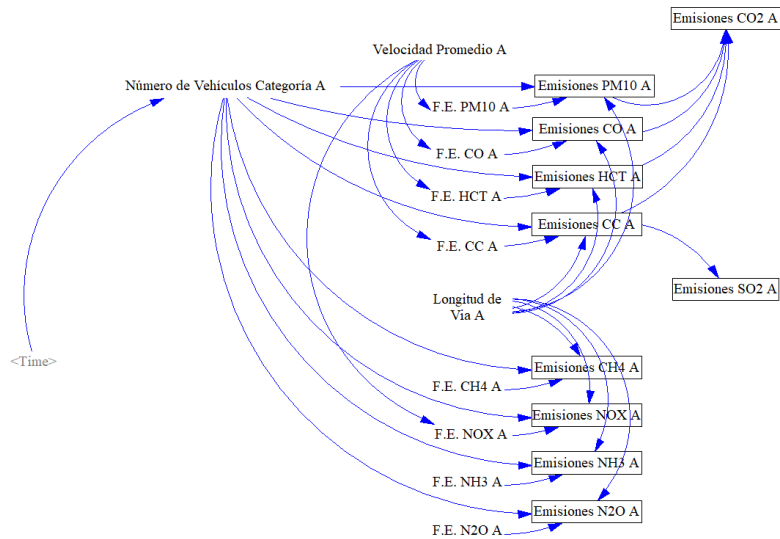 Emisiones CO2 A
Velocidad Promedio A
Número de Vehículos Categoría A
Emisiones PM10 A
F.E. PM10 A
Emisiones CO A
F.E. CO A
Emisiones HCT A
F.E. HCT A
Emisiones CC A
F.E. CC A
Emisiones SO2 A
Longitud de
Vía A
<Time>
Emisiones CH4 A
F.E. CH4 A
Emisiones NOX A
F.E. NOX A
Emisiones NH3 A
F.E. NH3 A
Emisiones N2O A
F.E. N2O A